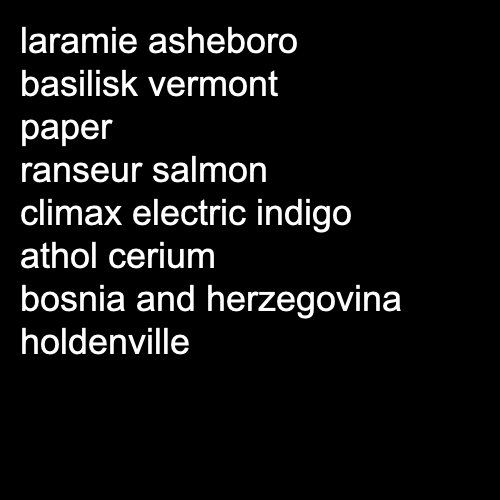 laramie asheboro
basilisk vermont
paper
ranseur salmon
climax electric indigo
athol cerium
bosnia and herzegovina
holdenville